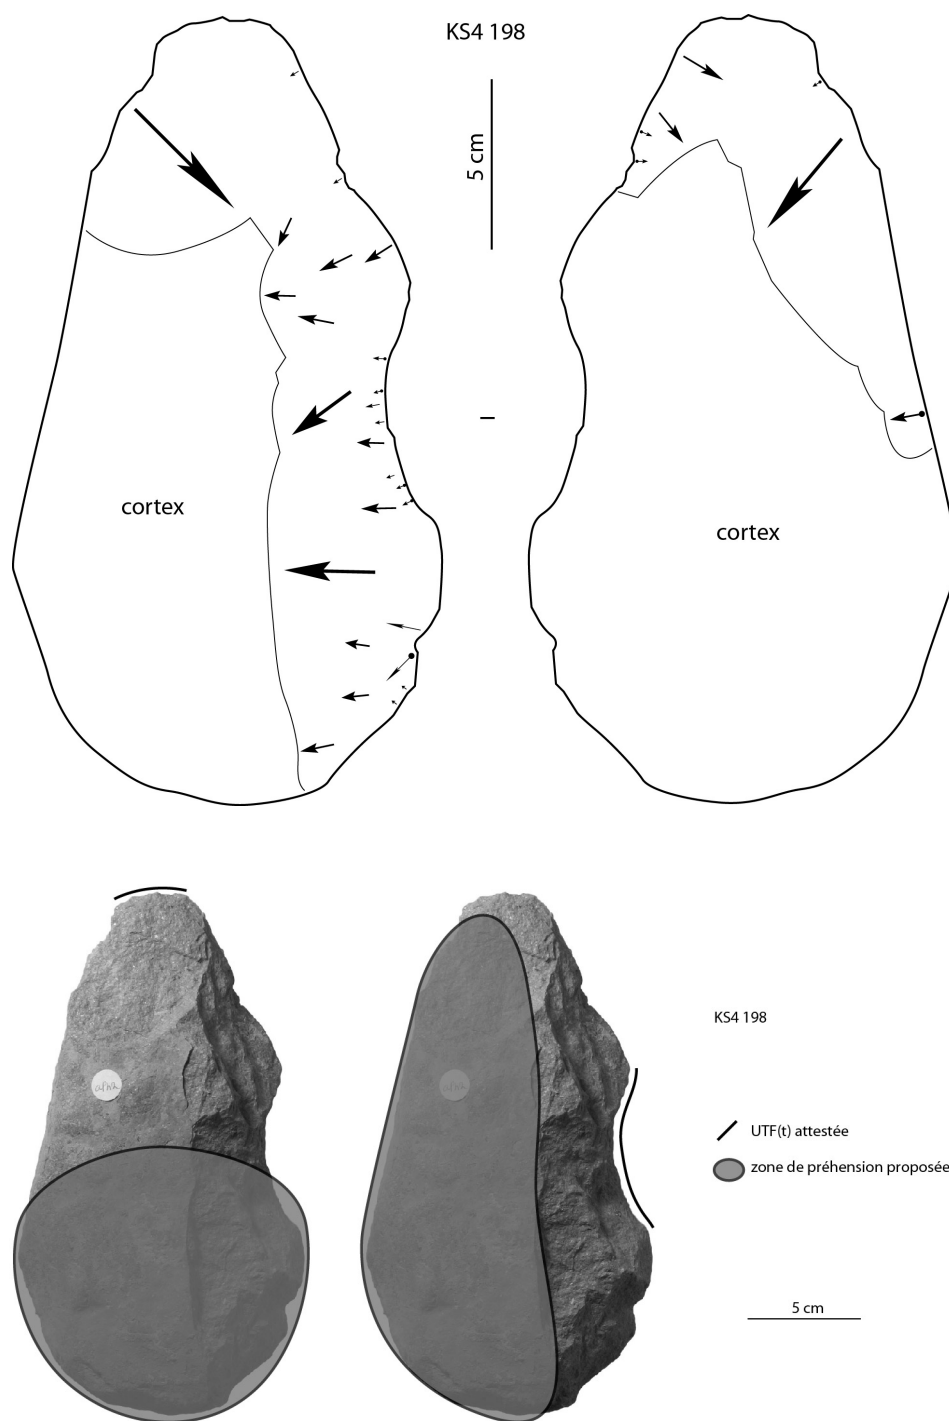 KS4 198
5 cm
cortex
cortex
KS4 198
UTF(t) attestée
zone de préhension proposée
5 cm